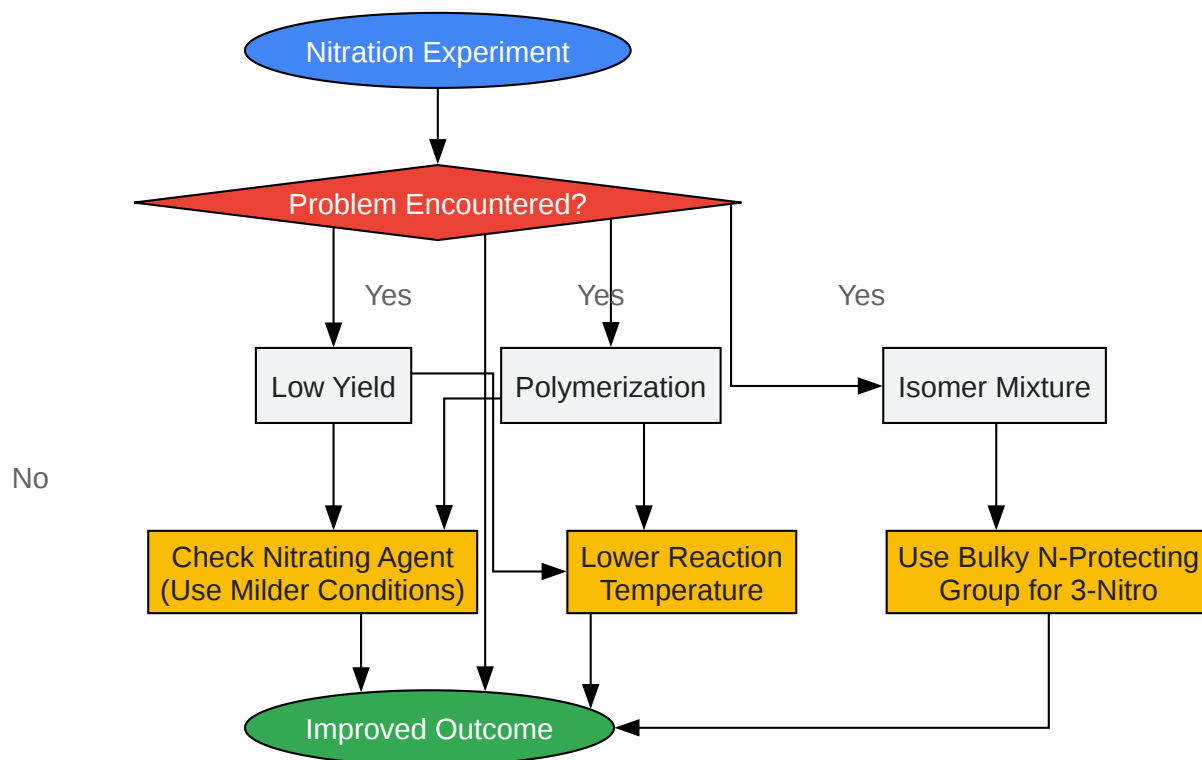 Nitration Experiment
Problem Encountered?
Yes
Yes
Yes
Low Yield
Polymerization
Isomer Mixture
No
Check Nitrating Agent
(Use Milder Conditions)
Lower Reaction
Temperature
Use Bulky N-Protecting
Group for 3-Nitro
Improved Outcome